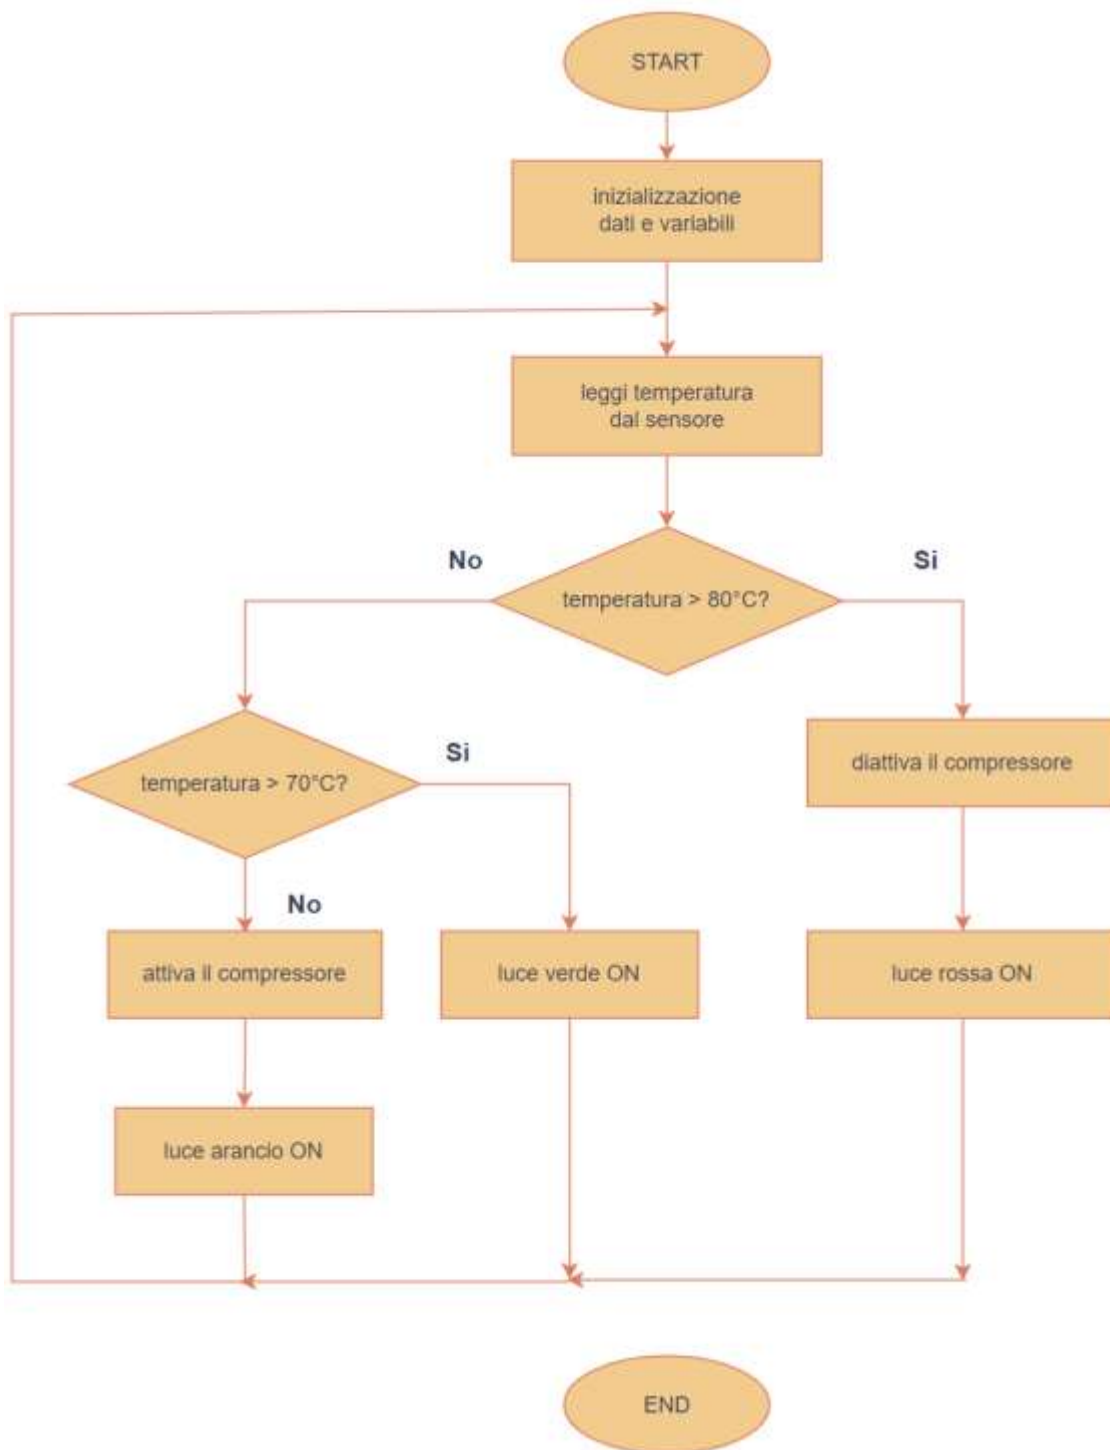 START
inizializzazione
dati e variabili
leggi temperatura
dal sensore
No
Si
temperatura > 80°C?
Si
temperatura > 70°C?
diattiva il compressore
No
attiva il compressore
luce verde ON
luce rossa ON
luce arancio ON
END